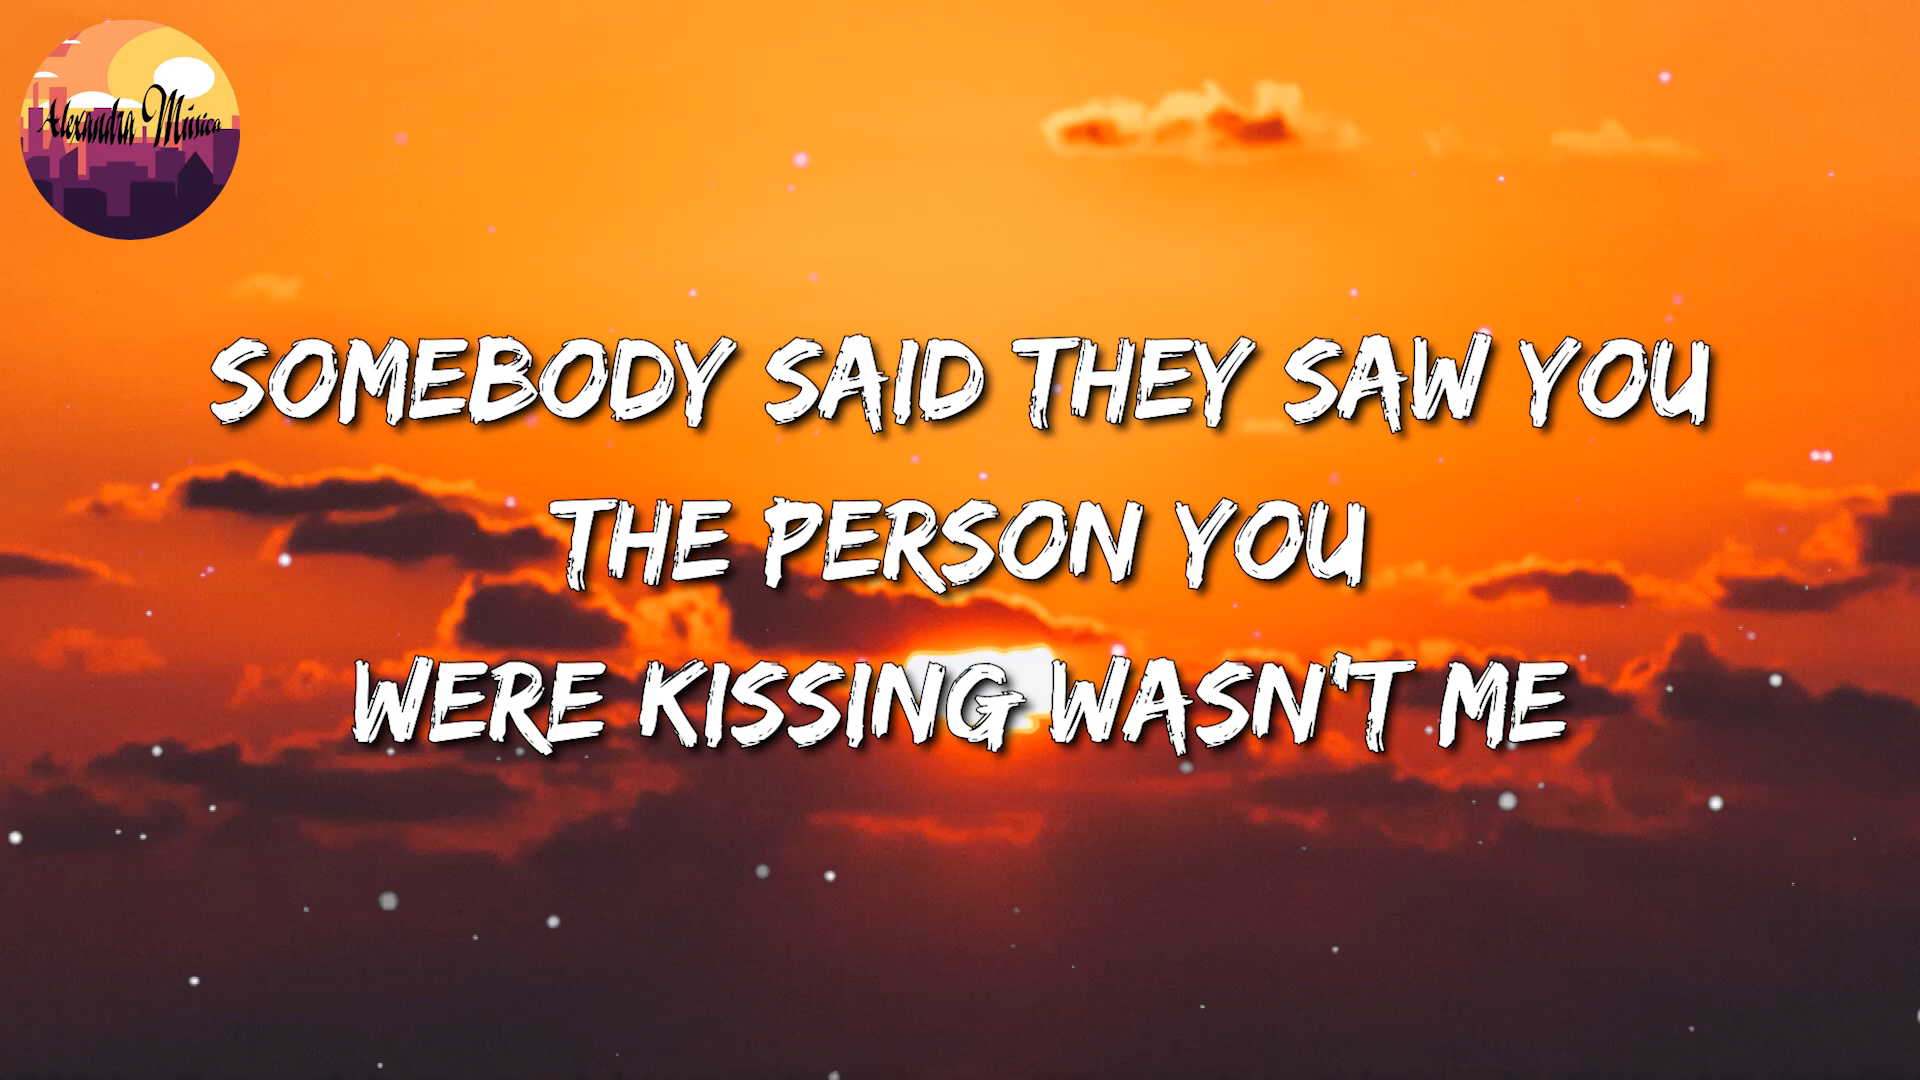 Alexandra Música
SOMEBODY SAID THEY SAW YOU
THE PERSON YOU
WERE KISSING WASN'T ME